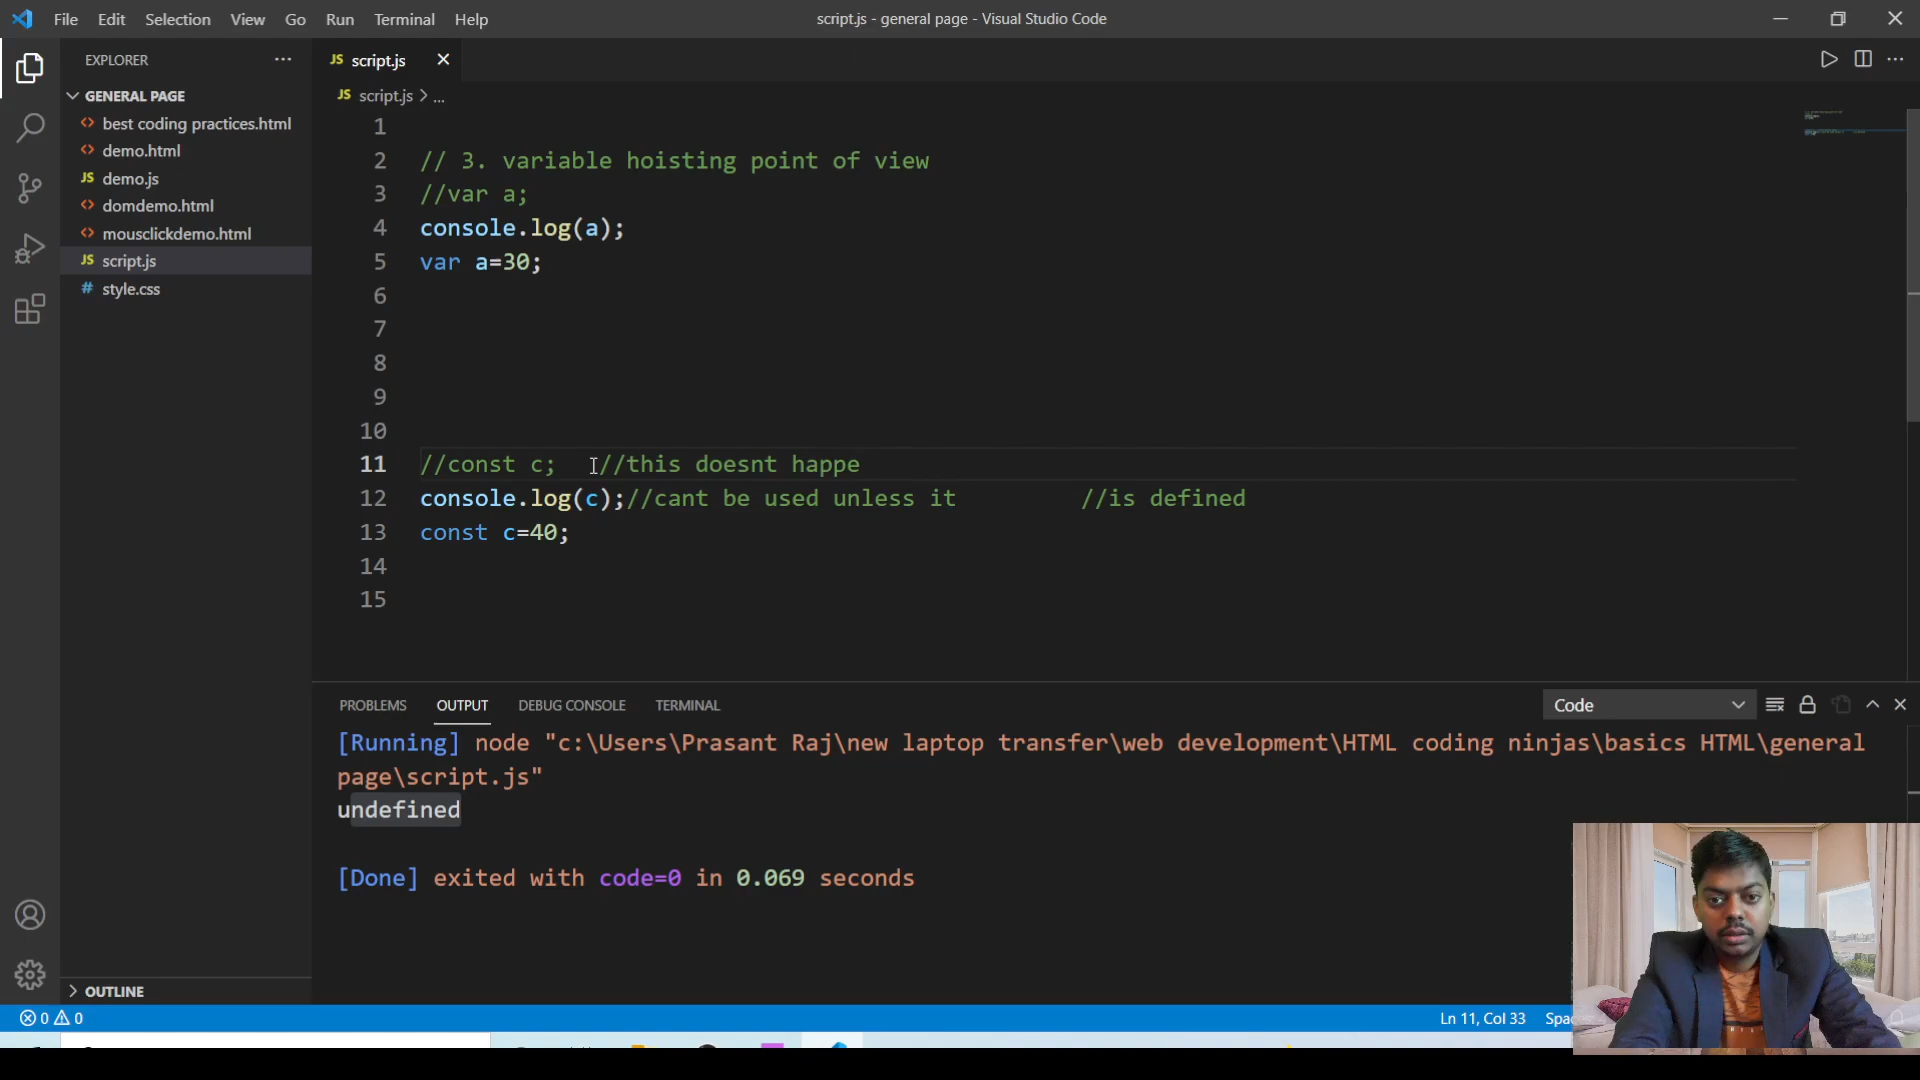 File Edit Selection View Go Run Terminal Help
script.js - general page - Visual Studio Code
EXPLORER
GENERAL PAGE
best coding practices.html
demo.html
JS demo.js
domdemo.html
mousclickdemo.html
JS script.js
# style.css
OUTLINE
JS script.js
JS script.js > ...
1
2 // 3. variable hoisting point of view
3 //var a;
4 console.log(a);
5 var a=30;
6
7
8
9
10
11 //const c; //this doesnt happe
12 console.log(c);//cant be used unless it //is defined
13 const c=40;
14
15
PROBLEMS OUTPUT DEBUG CONSOLE TERMINAL
Code
[Running] node "c:\Users\Prasant Raj\new laptop transfer\web development\HTML coding ninjas\basics HTML\general
page\script.js"
undefined
[Done] exited with code=0 in 0.069 seconds
0 0
Ln 11, Col 33